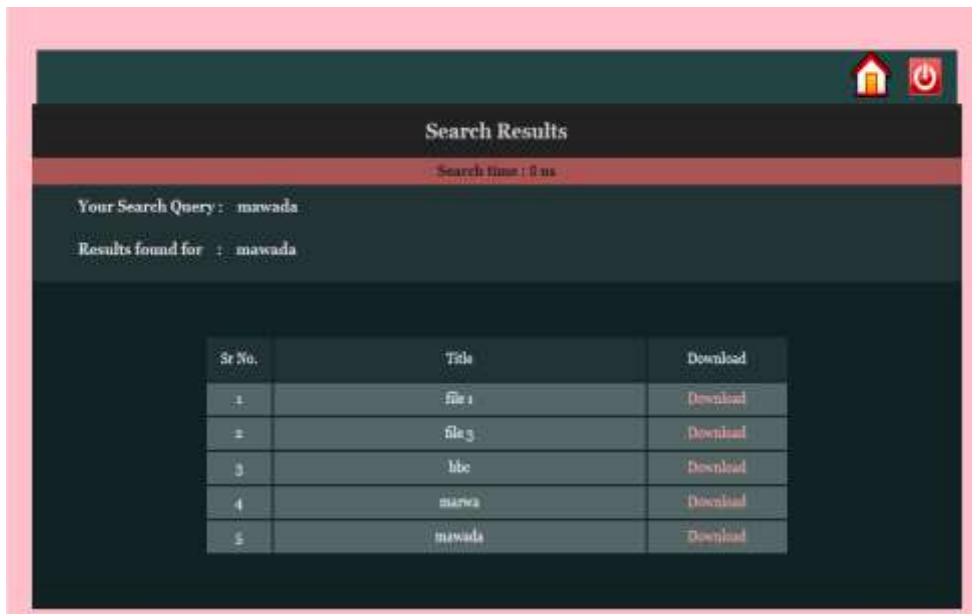 Search Results
Search time : 0 ns
Your Search Query : mawada
Results found for : mawada
Sr No. Title Download
1 file 1 Download
2 file 3 Download
3 bbc Download
4 marwa Download
5 mawada Download